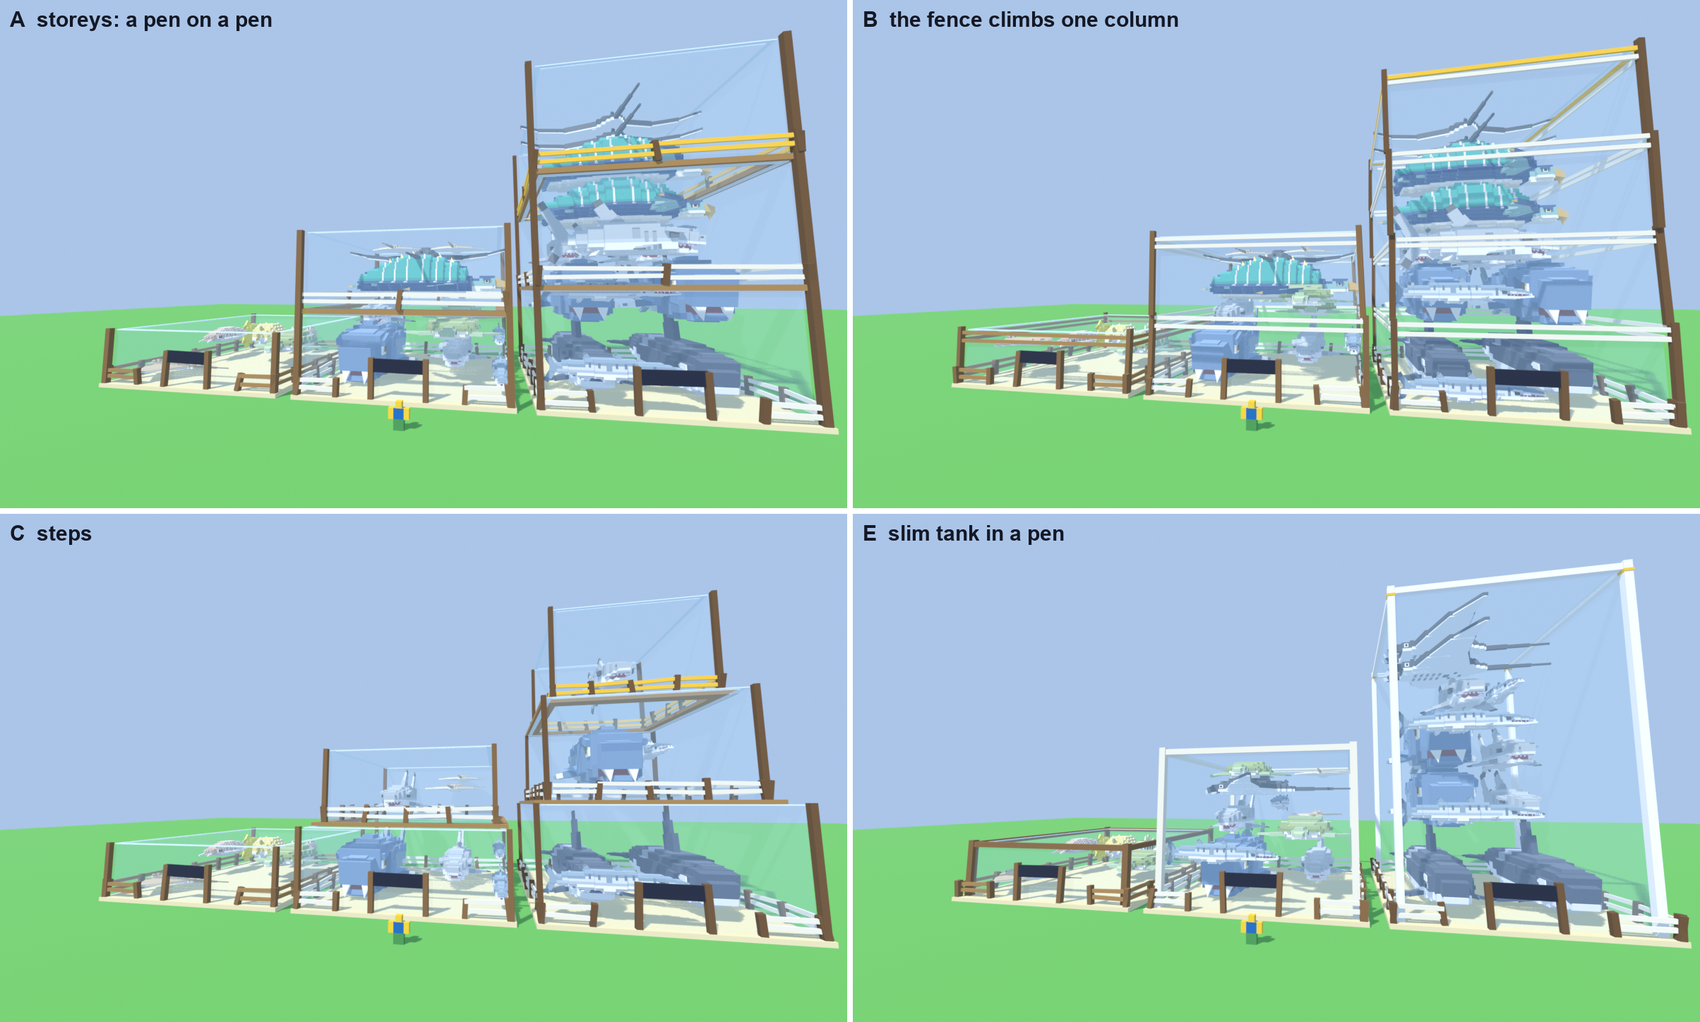 A storeys: a pen on a pen
B the fence climbs one column
C steps
E slim tank in a pen